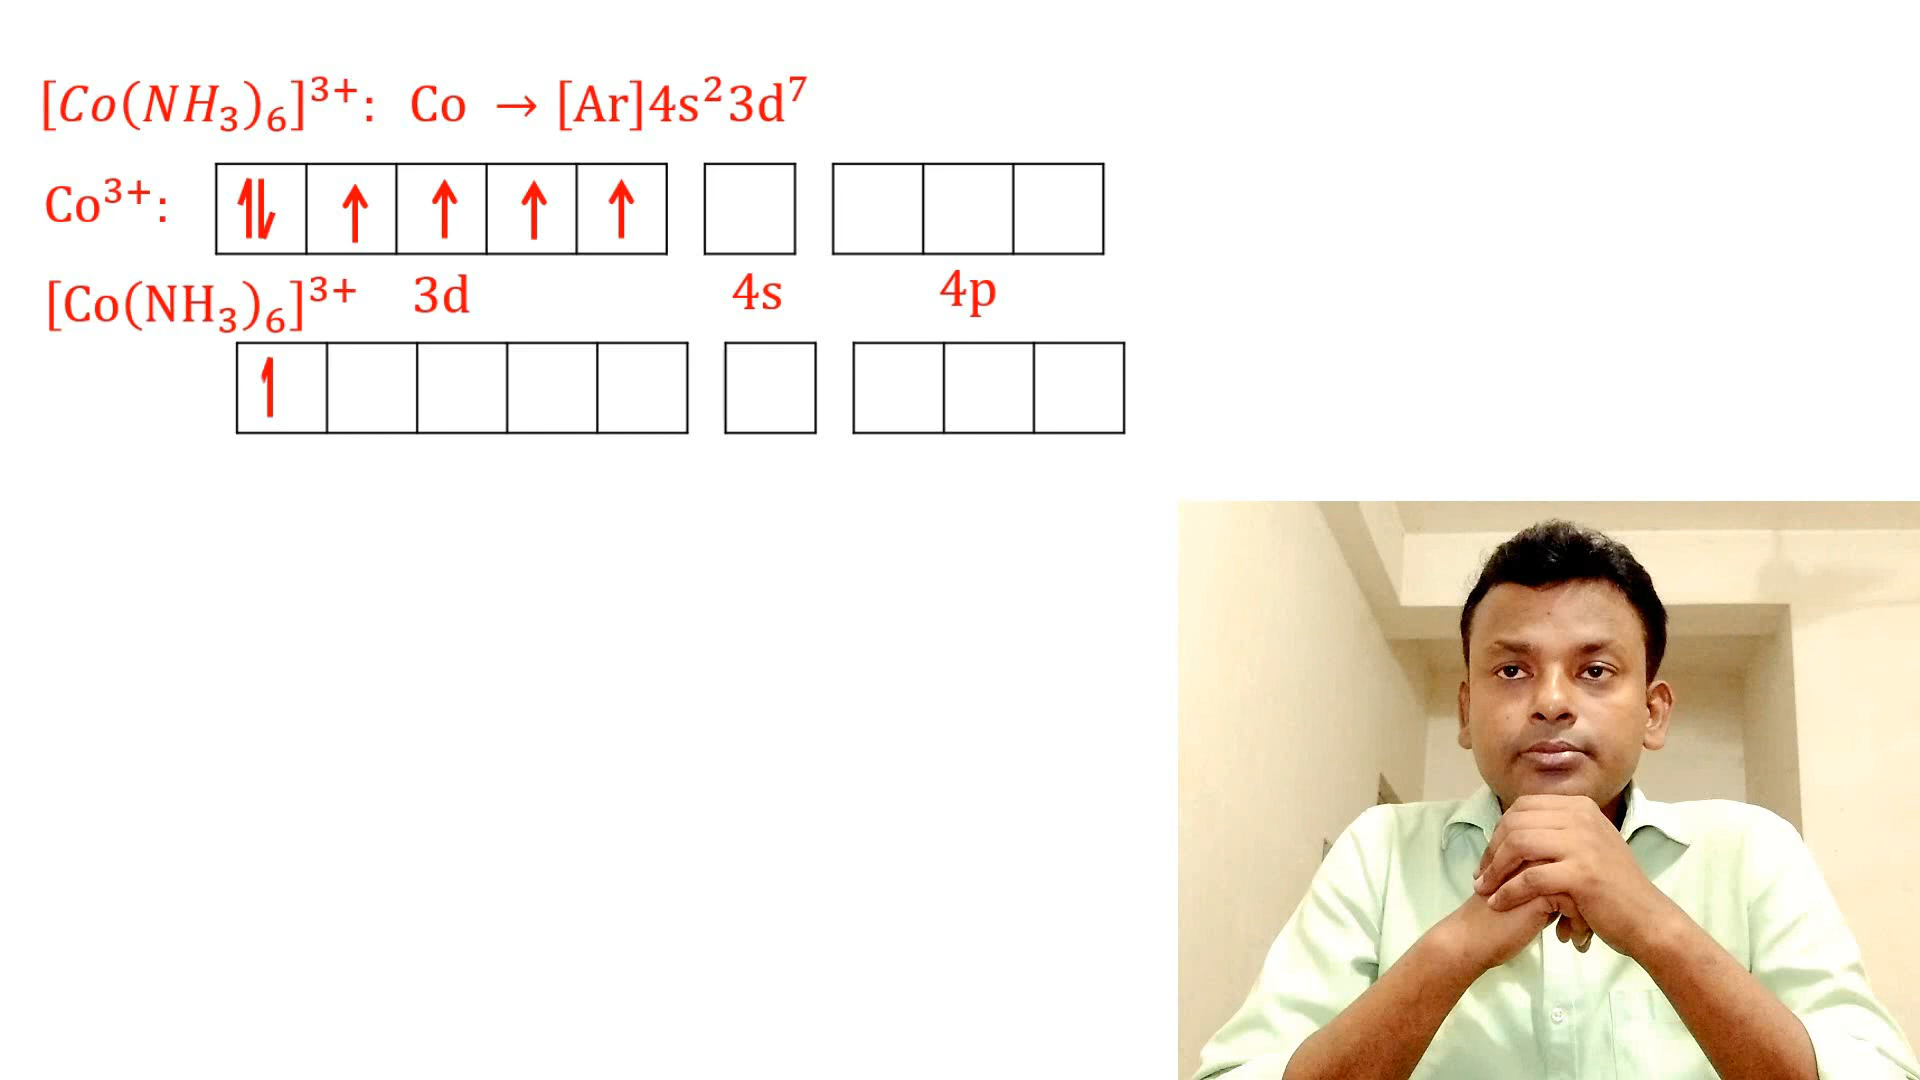 [Co(NH₃)₆]³⁺: Co → [Ar]4s²3d⁷
Co³⁺: ⥮ ↑ ↑ ↑ ↑
[Co(NH₃)₆]³⁺ 3d 4s 4p
↿